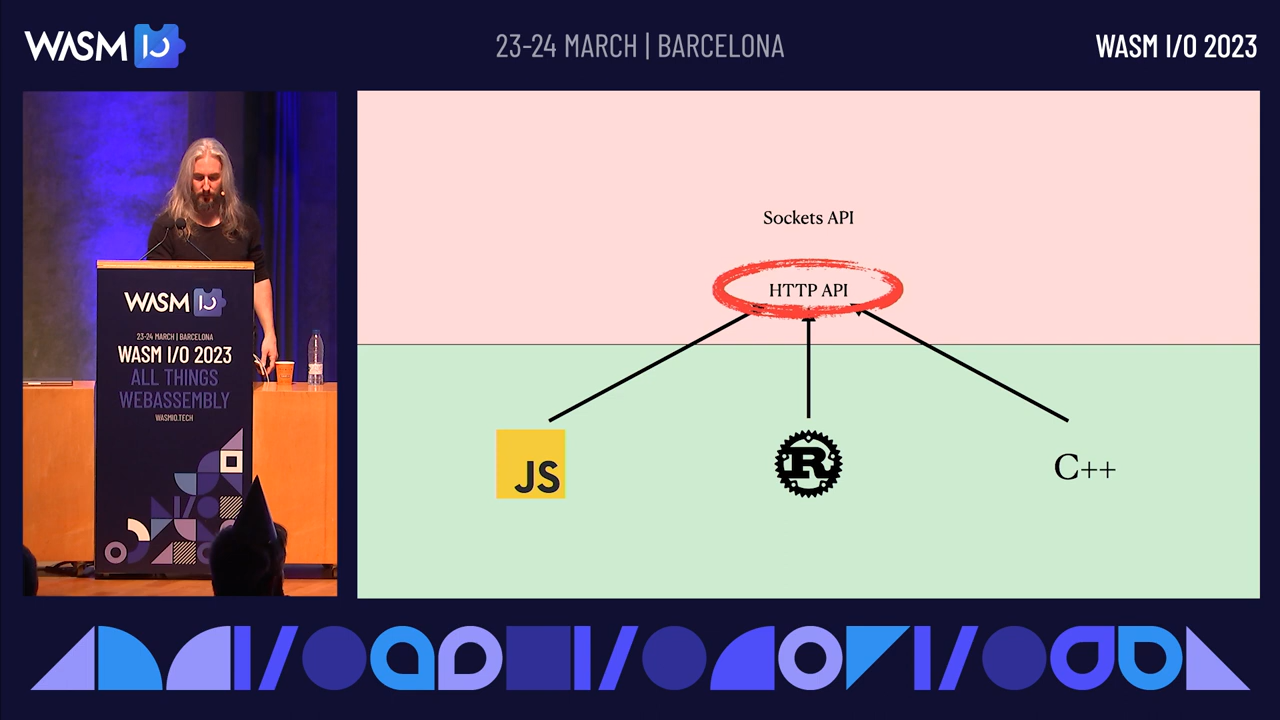 WASM I/O
23-24 MARCH | BARCELONA
WASM I/O 2023
WASM I/O
23-24 MARCH | BARCELONA
WASM I/O 2023
ALL THINGS
WEBASSEMBLY
WASMIO.TECH
Sockets API
HTTP API
JS
R
C++